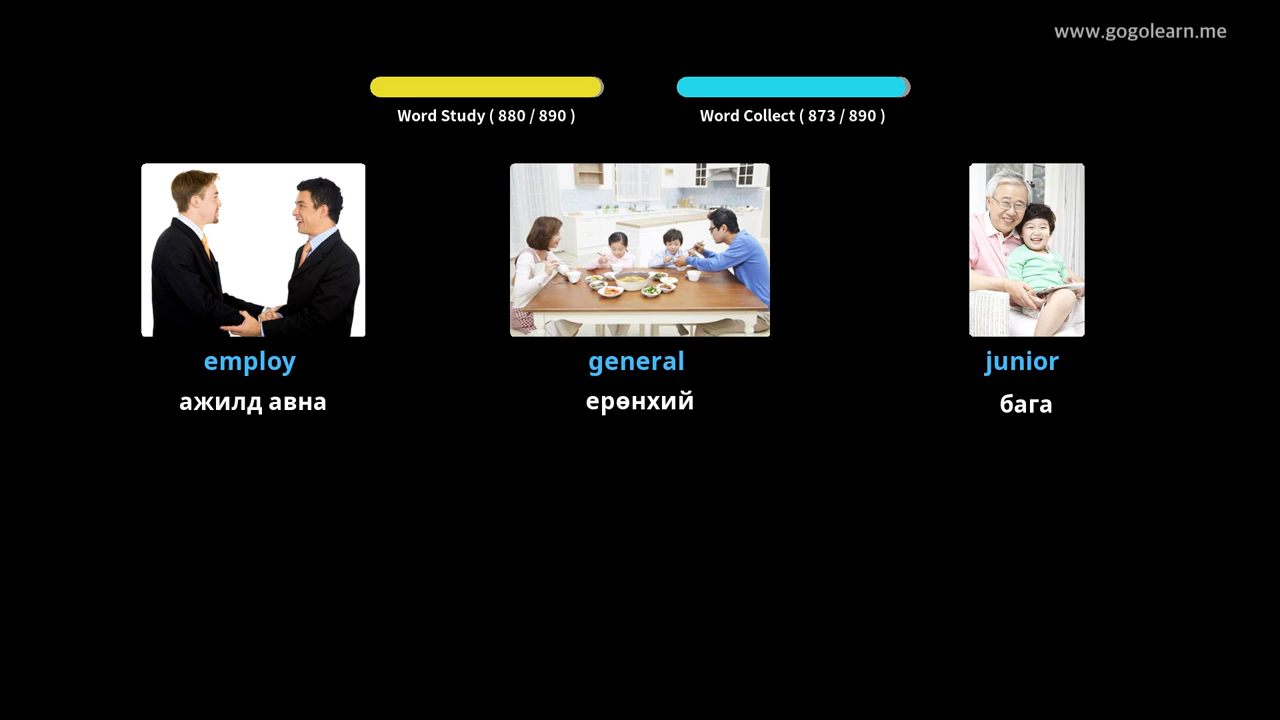 www.gogolearn.me
Word Study ( 880 / 890 )
Word Collect ( 873 / 890 )
employ
general
junior
ажилд авна
ерөнхий
бага